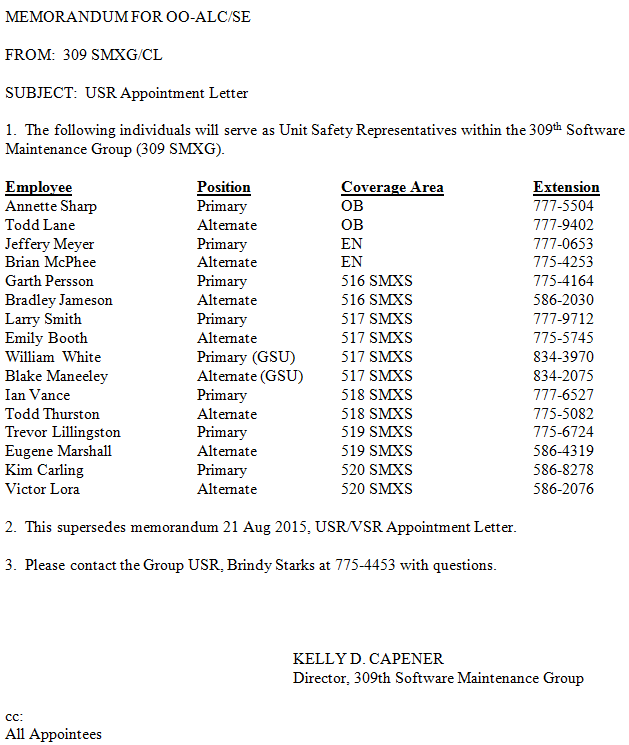 MEMORANDUM FOR OO-ALC/SE
FROM: 309 SMXG/CL
SUBJECT: USR Appointment Letter
1. The following individuals will serve as Unit Safety Representatives within the 309th Software
Maintenance Group (309 SMXG).
Employee Position Coverage Area Extension
Annette Sharp Primary OB 777-5504
Todd Lane Alternate OB 777-9402
Jeffery Meyer Primary EN 777-0653
Brian McPhee Alternate EN 775-4253
Garth Persson Primary 516 SMXS 775-4164
Bradley Jameson Alternate 516 SMXS 586-2030
Larry Smith Primary 517 SMXS 777-9712
Emily Booth Alternate 517 SMXS 775-5745
William White Primary (GSU) 517 SMXS 834-3970
Blake Maneeley Alternate (GSU) 517 SMXS 834-2075
Ian Vance Primary 518 SMXS 777-6527
Todd Thurston Alternate 518 SMXS 775-5082
Trevor Lillingston Primary 519 SMXS 775-6724
Eugene Marshall Alternate 519 SMXS 586-4319
Kim Carling Primary 520 SMXS 586-8278
Victor Lora Alternate 520 SMXS 586-2076
2. This supersedes memorandum 21 Aug 2015, USR/VSR Appointment Letter.
3. Please contact the Group USR, Brindy Starks at 775-4453 with questions.
KELLY D. CAPENER
Director, 309th Software Maintenance Group
cc:
All Appointees